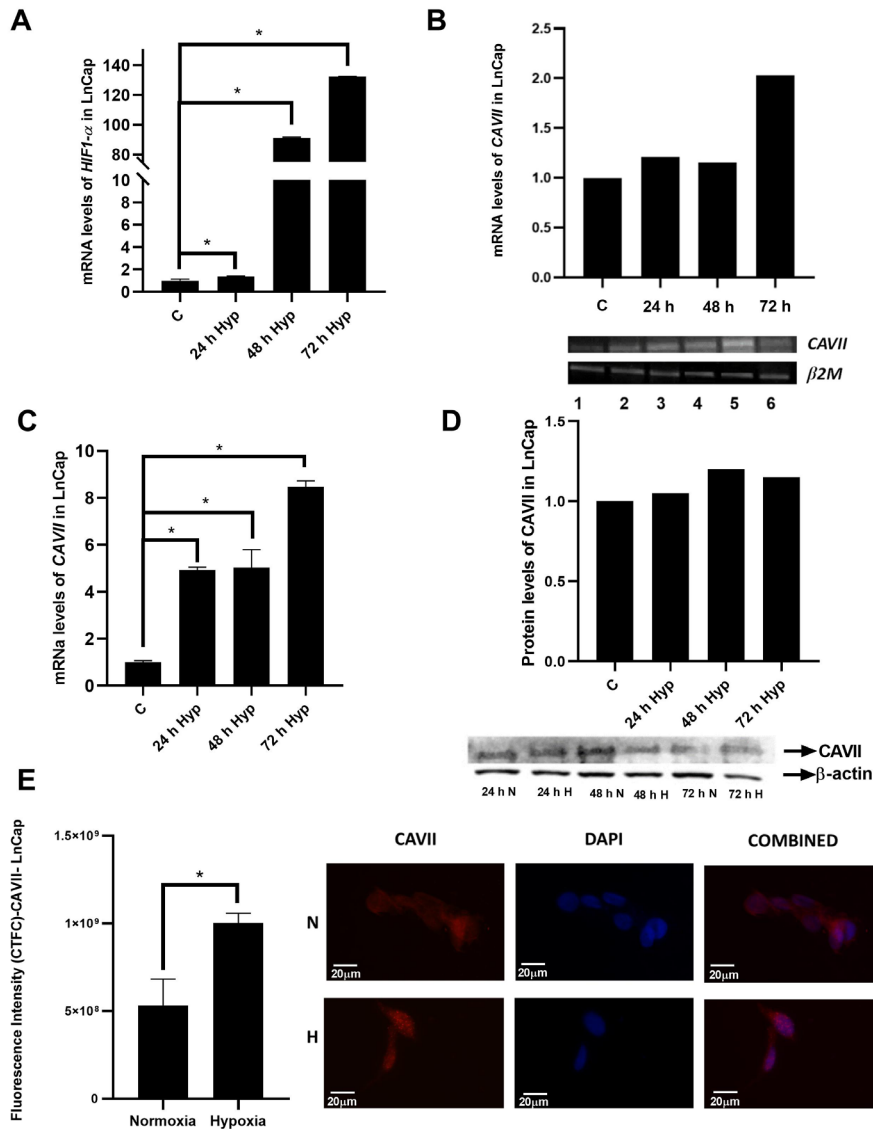 A
mRNA levels of HIF1-α in LnCap
140
120
100
80
10
8
6
4
2
0
*
*
*
C
24 h Hyp
48 h Hyp
72 h Hyp
B
mRNA levels of CAVII in LnCap
2.5
2.0
1.5
1.0
0.5
0.0
C
24 h
48 h
72 h
CAVII
β2M
1 2 3 4 5 6
C
mRNa levels of CAVII in LnCap
10
8
6
4
2
0
*
*
*
C
24 h Hyp
48 h Hyp
72 h Hyp
D
Protein levels of CAVII in LnCap
1.5
1.0
0.5
0.0
C
24 h Hyp
48 h Hyp
72 h Hyp
CAVII
β-actin
24 h N 24 h H 48 h N 48 h H 72 h N 72 h H
E
Fluorescence Intensity (CTFC)-CAVII- LnCap
1.5×10⁹
1×10⁹
5×10⁸
0
*
Normoxia Hypoxia
CAVII DAPI COMBINED
N
20μm 20μm 20μm
H
20μm 20μm 20μm